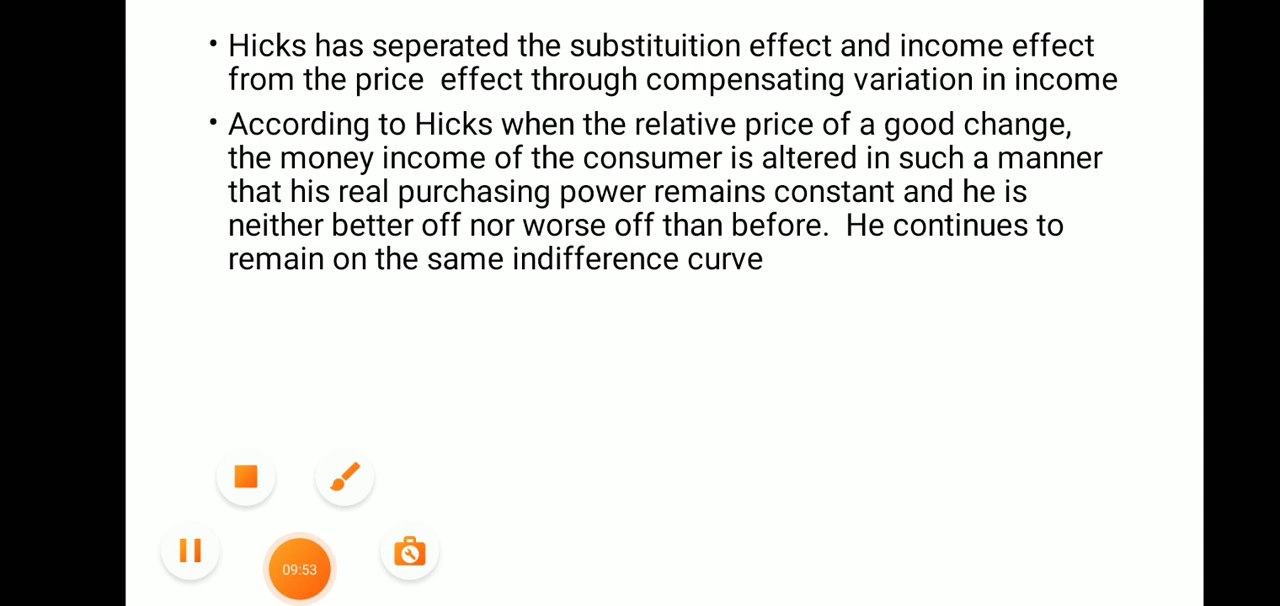 • Hicks has seperated the substituition effect and income effect
from the price  effect through compensating variation in income
• According to Hicks when the relative price of a good change,
the money income of the consumer is altered in such a manner
that his real purchasing power remains constant and he is
neither better off nor worse off than before.  He continues to
remain on the same indifference curve
09:53